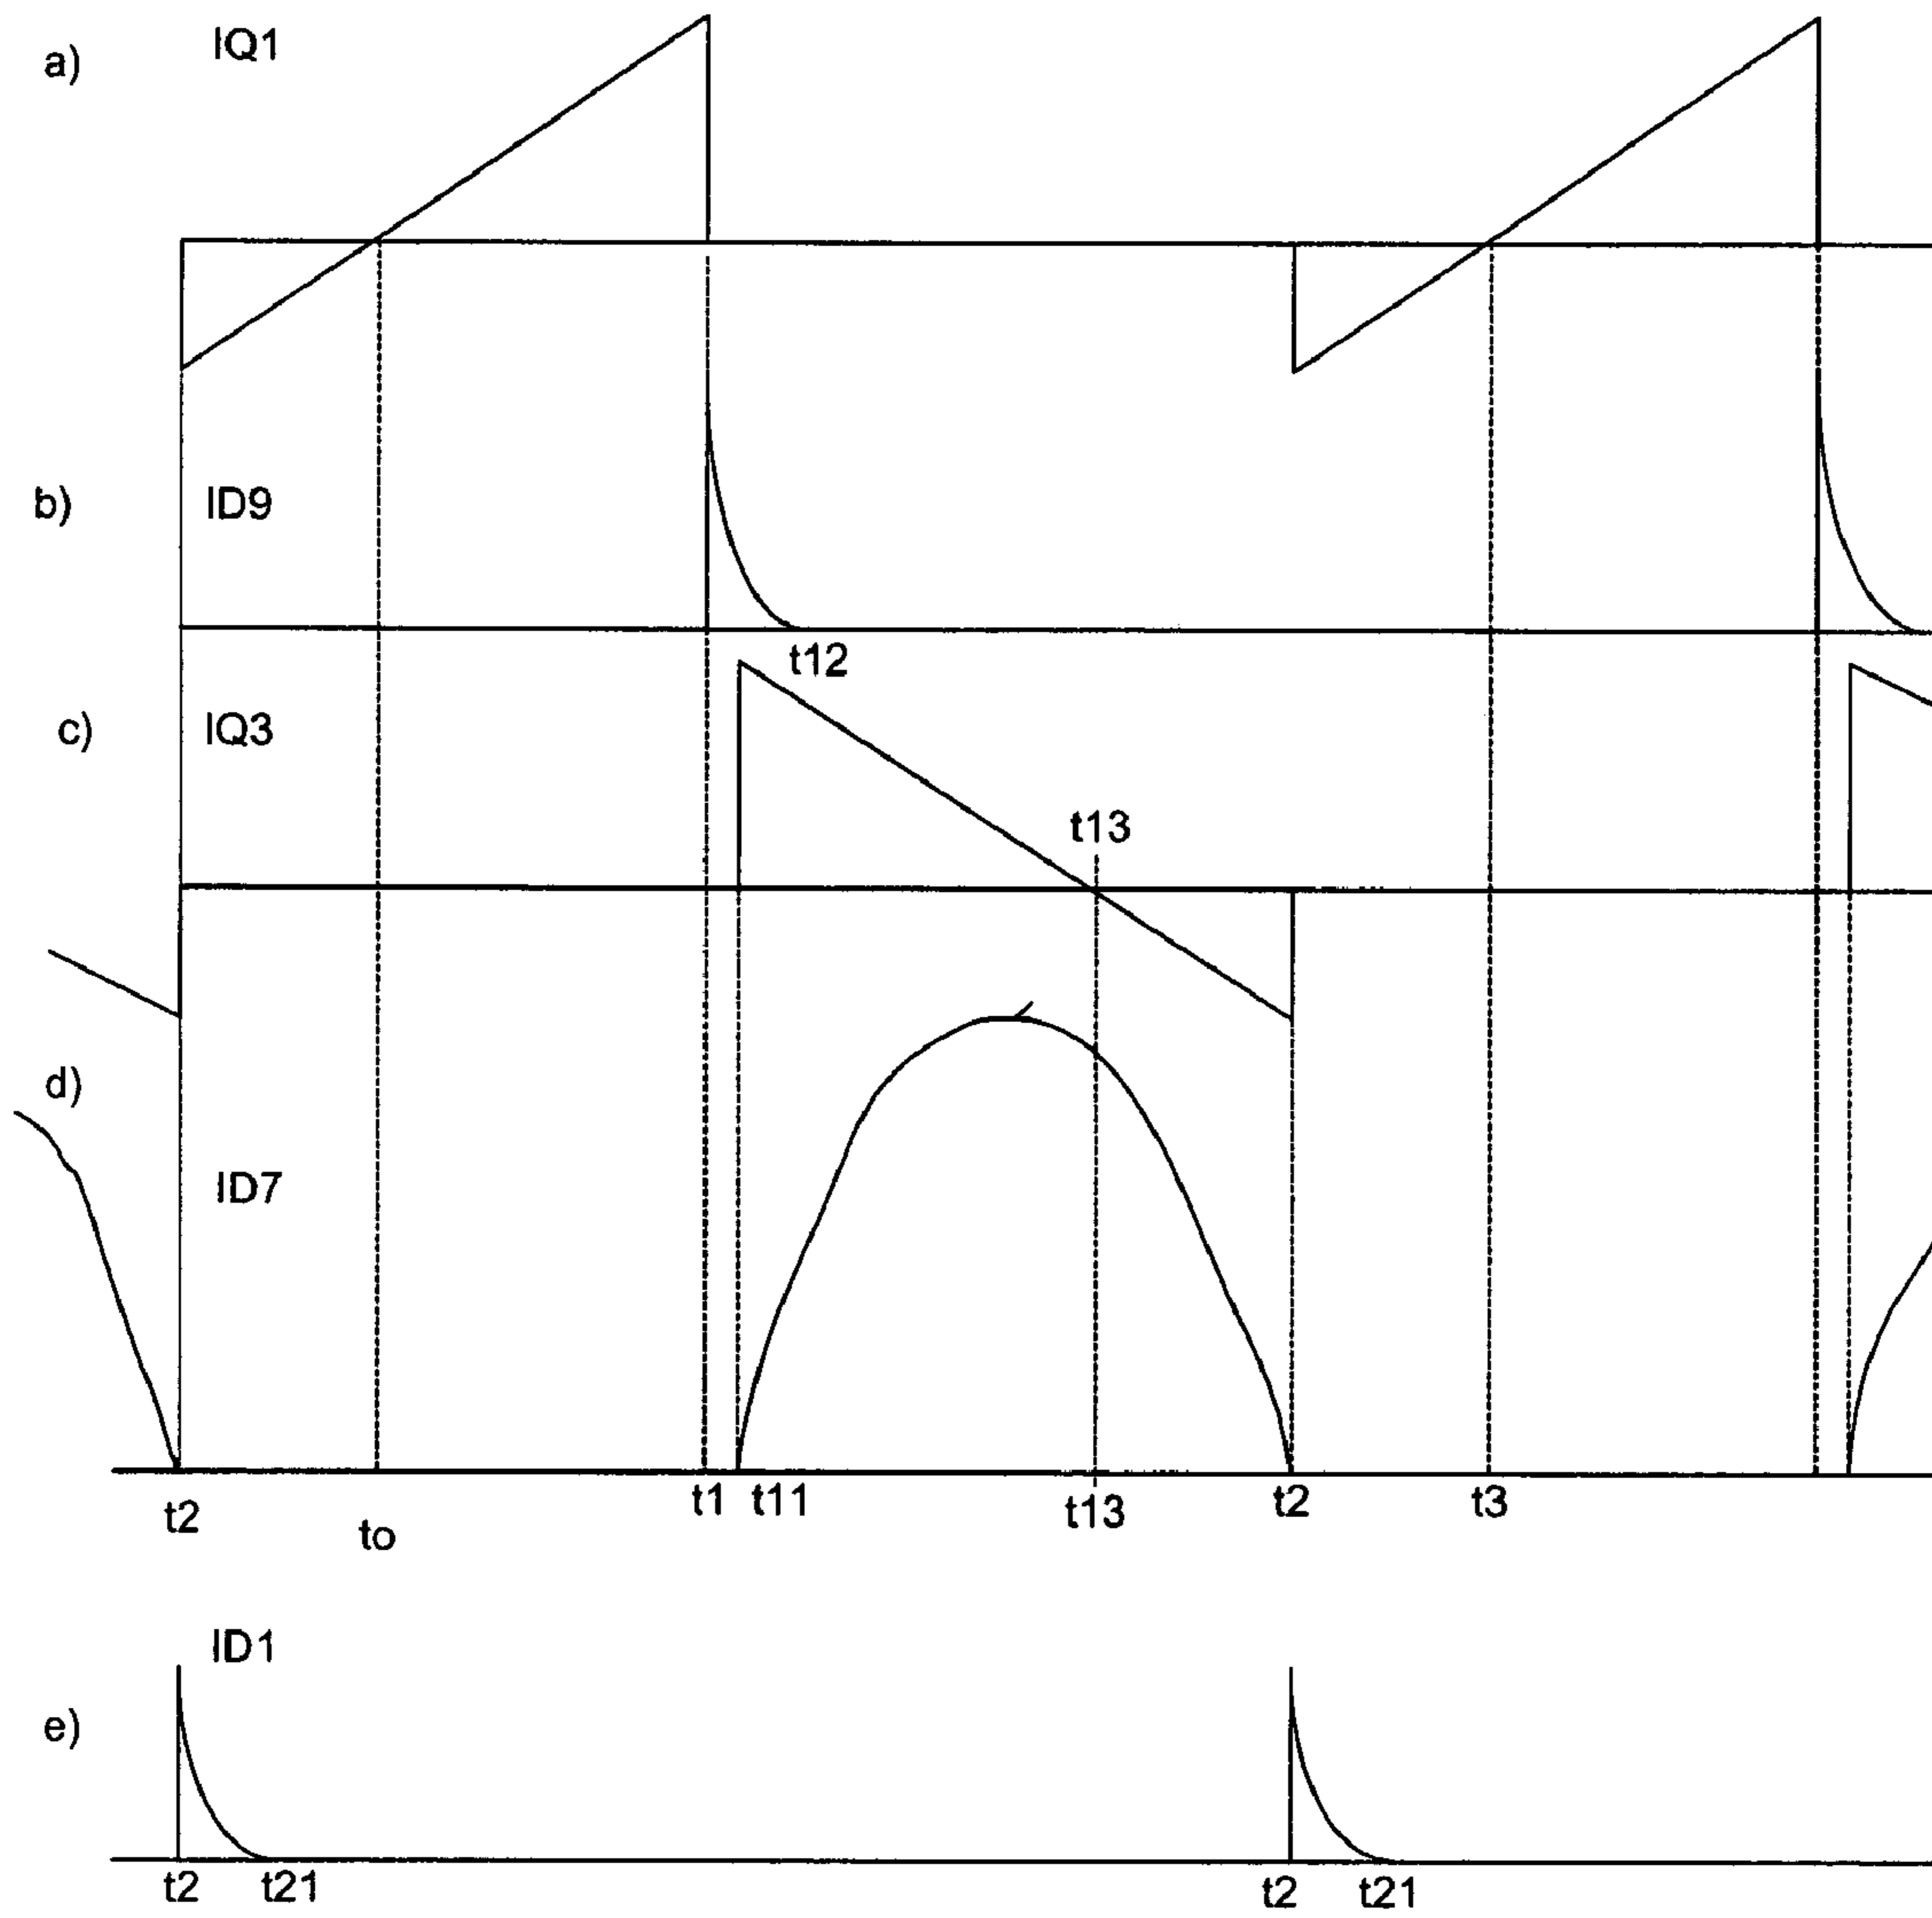 a) IQ1
b) ID9
t12
c) IQ3
t13
d)
ID7
t2 to t1 t11 t13 t2 t3
ID1
e)
t2 t21 t2 t21